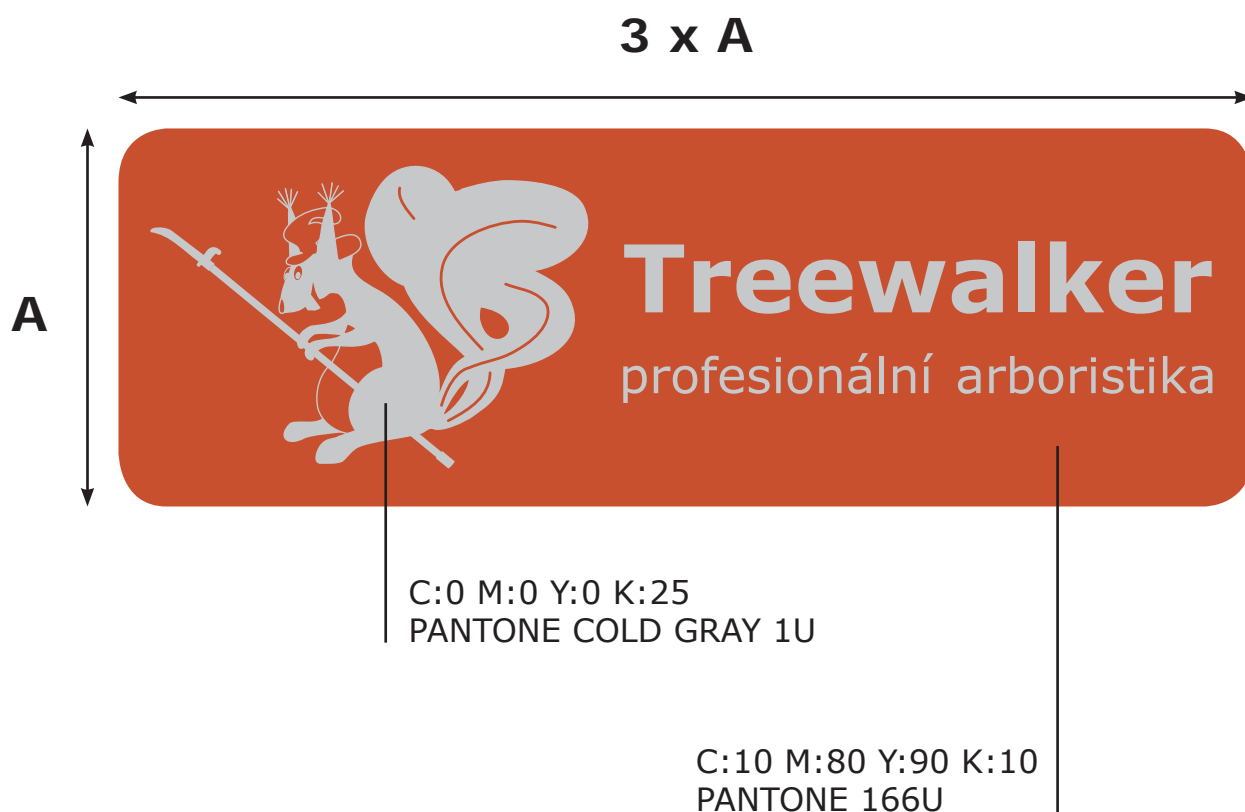 3 x A
A
Treewalker
profesionální arboristika
C:0 M:0 Y:0 K:25
PANTONE COLD GRAY 1U
C:10 M:80 Y:90 K:10
PANTONE 166U